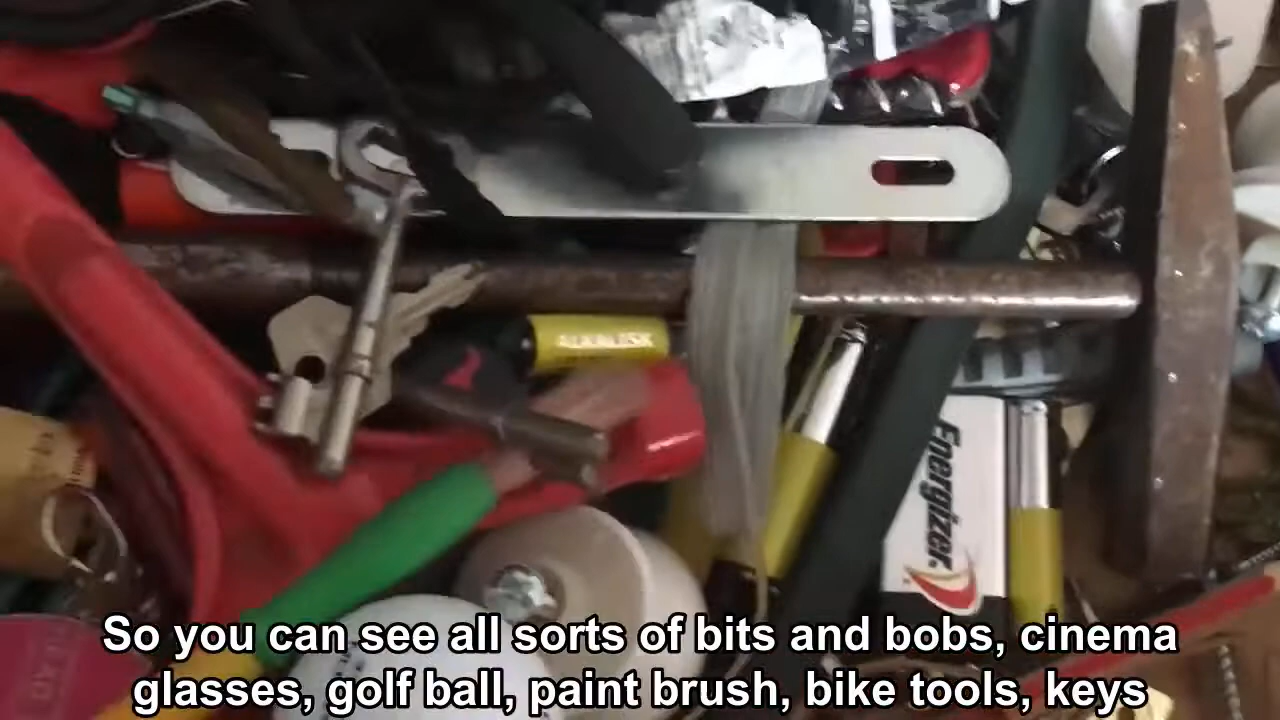 Energizer.
So you can see all sorts of bits and bobs, cinema
glasses, golf ball, paint brush, bike tools, keys